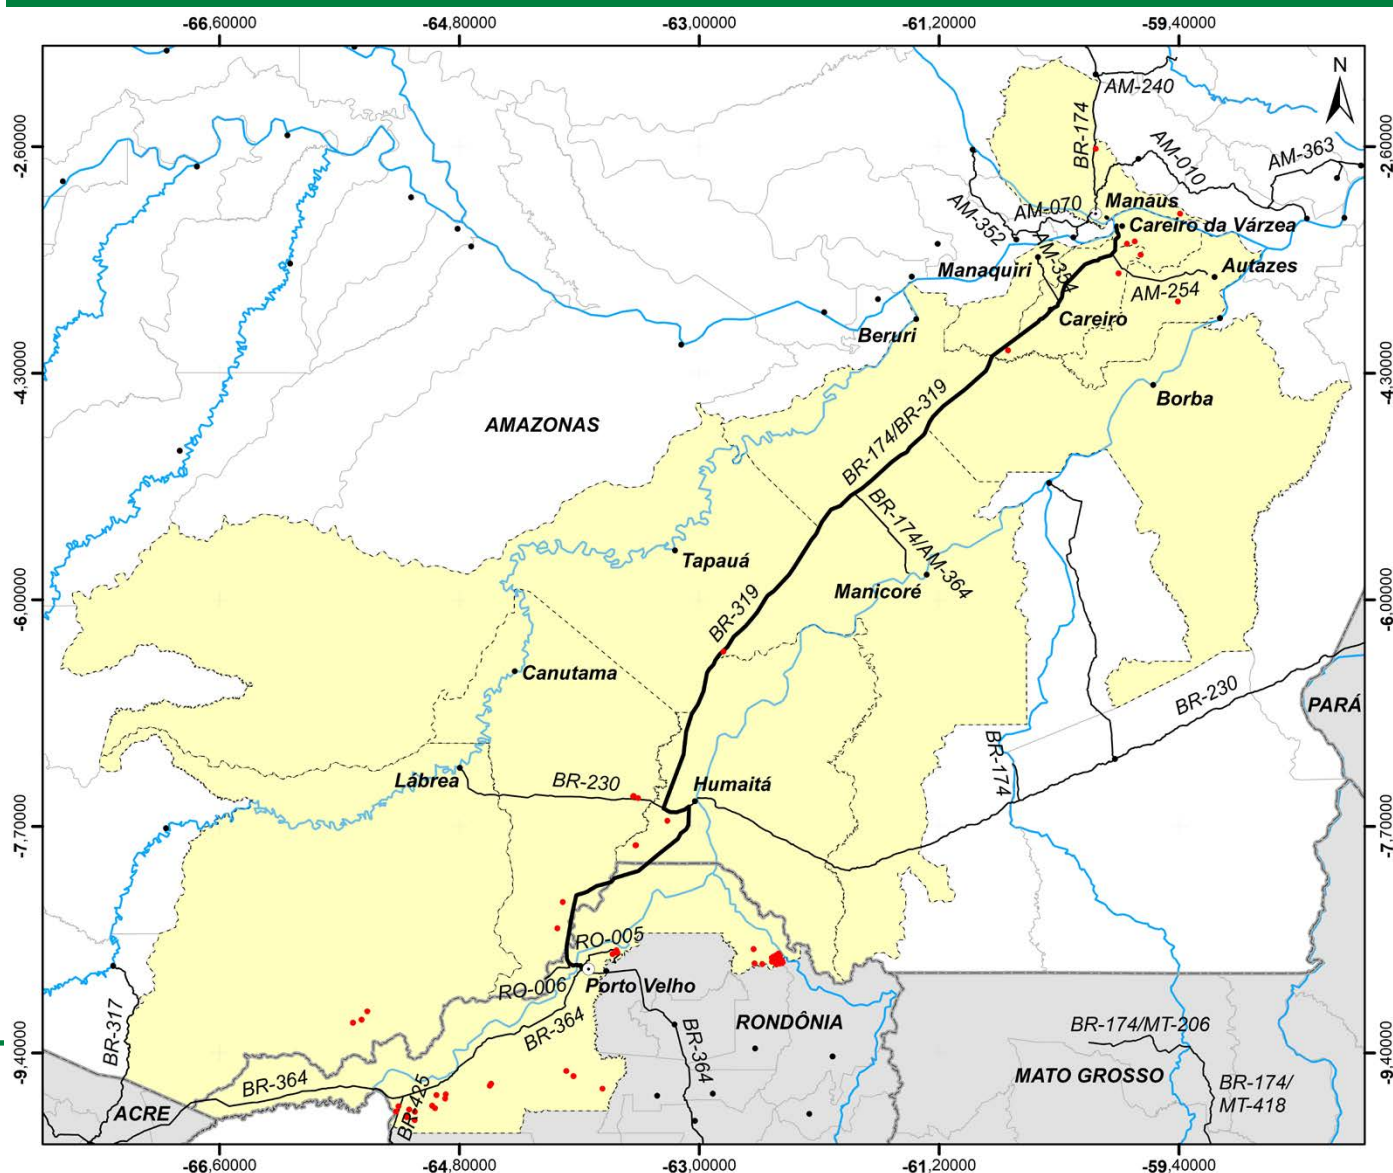 -66,60000 -64,80000 -63,00000 -61,20000 -59,40000
N
AM-240
BR-174
-2,60000 -2,60000
AM-010
AM-363
AM-070
Manaus
AM-352
Careiro da Várzea
AM-354
Manaquiri
Autazes
AM-254
Careiro
Beruri
-4,30000 -4,30000
Borba
BR-174/BR-319
AMAZONAS
BR-174/AM-364
Tapauá
Manicoré
-6,00000 -6,00000
BR-319
Canutama
BR-230
PARÁ
BR-174
Lábrea
BR-230
Humaitá
-7,70000 -7,70000
RO-005
RO-006
Porto Velho
BR-317
BR-364
BR-364
RONDÔNIA
BR-174/MT-206
-9,40000 -9,40000
MATO GROSSO
BR-364
BR-425
BR-174/
MT-418
ACRE
-66,60000 -64,80000 -63,00000 -61,20000 -59,40000